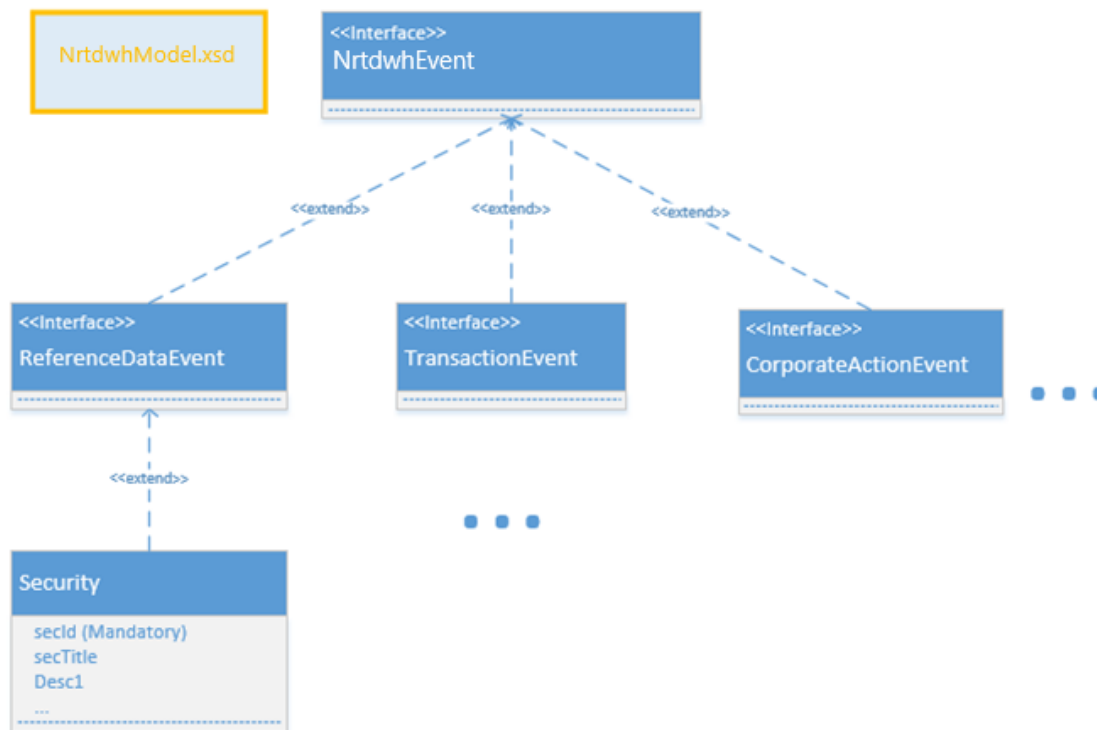 NrtdwhModel.xsd
<<Interface>>
NrtdwhEvent
<<extend>>
<<extend>>
<<extend>>
<<Interface>>
ReferenceDataEvent
<<Interface>>
TransactionEvent
<<Interface>>
CorporateActionEvent
...
<<extend>>
...
Security
secId (Mandatory)
secTitle
Desc1
...